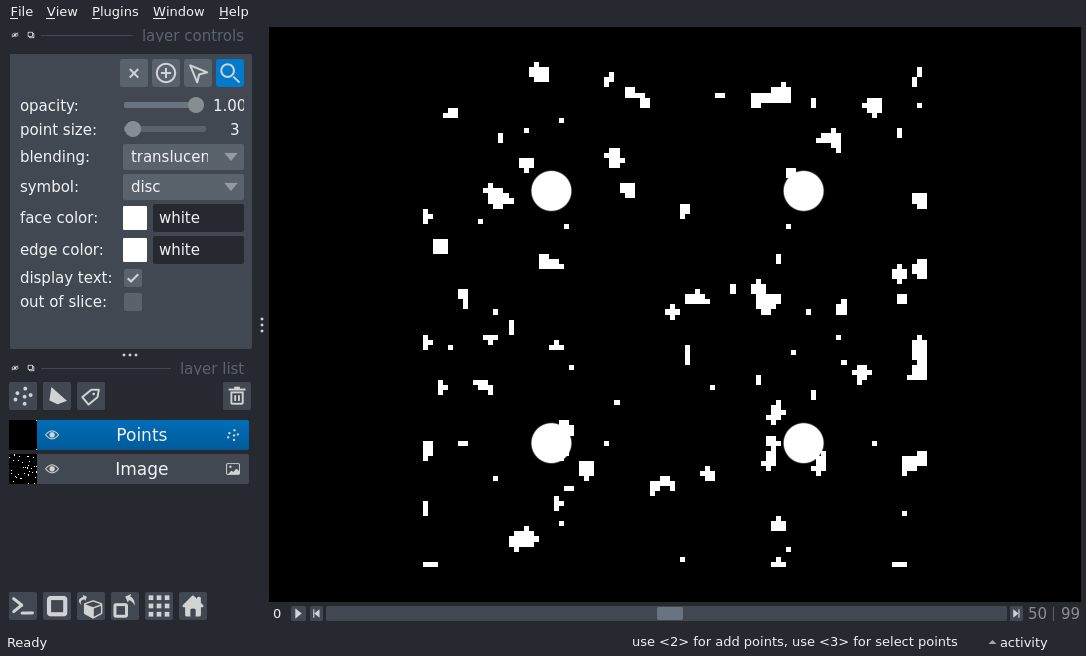 File View Plugins Window Help
layer controls
opacity: 1.00
point size: 3
blending: translucen
symbol: disc
face color: white
edge color: white
display text:
out of slice:
layer list
Points
Image
0 50 | 99
Ready use <2> for add points, use <3> for select points activity